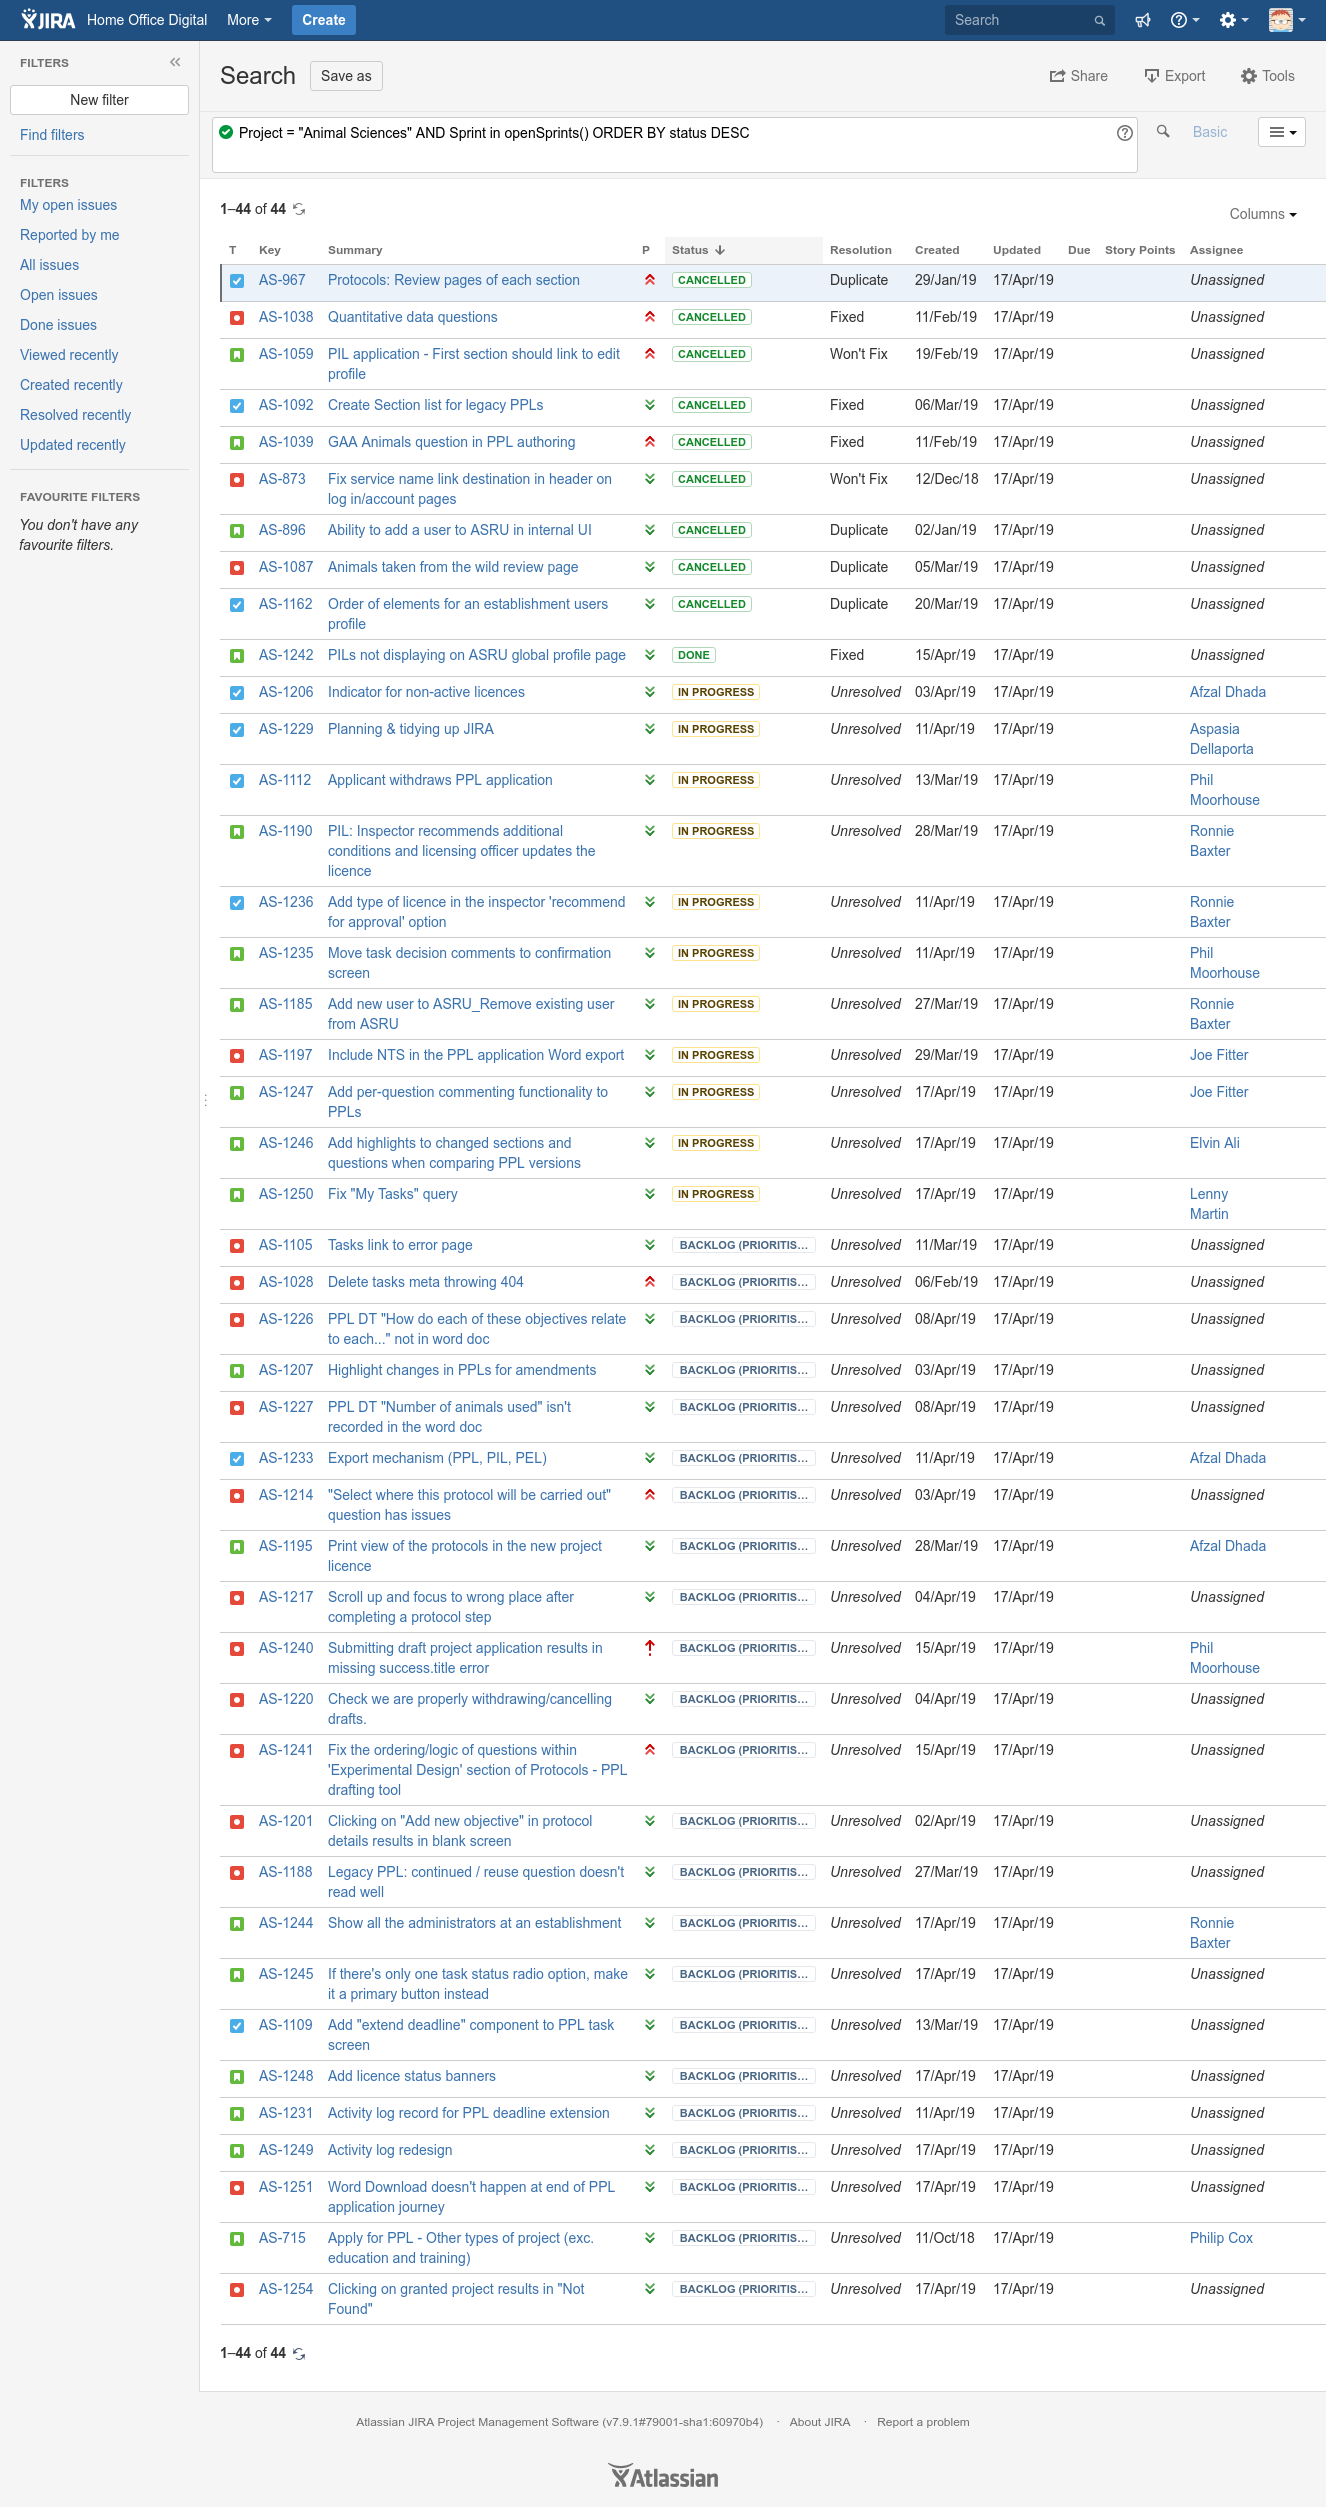 JIRA Home Office Digital More Create Search
FILTERS
New filter
Find filters
FILTERS
My open issues
Reported by me
All issues
Open issues
Done issues
Viewed recently
Created recently
Resolved recently
Updated recently
FAVOURITE FILTERS
You don't have any
favourite filters.
Search Save as Share Export Tools
Project = "Animal Sciences" AND Sprint in openSprints() ORDER BY status DESC Basic
1–44 of 44
Columns
T Key Summary P Status Resolution Created Updated Due Story Points Assignee
AS-967 Protocols: Review pages of each section CANCELLED Duplicate 29/Jan/19 17/Apr/19 Unassigned
AS-1038 Quantitative data questions CANCELLED Fixed 11/Feb/19 17/Apr/19 Unassigned
AS-1059 PIL application - First section should link to edit CANCELLED Won't Fix 19/Feb/19 17/Apr/19 Unassigned
profile
AS-1092 Create Section list for legacy PPLs CANCELLED Fixed 06/Mar/19 17/Apr/19 Unassigned
AS-1039 GAA Animals question in PPL authoring CANCELLED Fixed 11/Feb/19 17/Apr/19 Unassigned
AS-873 Fix service name link destination in header on CANCELLED Won't Fix 12/Dec/18 17/Apr/19 Unassigned
log in/account pages
AS-896 Ability to add a user to ASRU in internal UI CANCELLED Duplicate 02/Jan/19 17/Apr/19 Unassigned
AS-1087 Animals taken from the wild review page CANCELLED Duplicate 05/Mar/19 17/Apr/19 Unassigned
AS-1162 Order of elements for an establishment users CANCELLED Duplicate 20/Mar/19 17/Apr/19 Unassigned
profile
AS-1242 PILs not displaying on ASRU global profile page DONE Fixed 15/Apr/19 17/Apr/19 Unassigned
AS-1206 Indicator for non-active licences IN PROGRESS Unresolved 03/Apr/19 17/Apr/19 Afzal Dhada
AS-1229 Planning & tidying up JIRA IN PROGRESS Unresolved 11/Apr/19 17/Apr/19 Aspasia
Dellaporta
AS-1112 Applicant withdraws PPL application IN PROGRESS Unresolved 13/Mar/19 17/Apr/19 Phil
Moorhouse
AS-1190 PIL: Inspector recommends additional IN PROGRESS Unresolved 28/Mar/19 17/Apr/19 Ronnie
conditions and licensing officer updates the Baxter
licence
AS-1236 Add type of licence in the inspector 'recommend IN PROGRESS Unresolved 11/Apr/19 17/Apr/19 Ronnie
for approval' option Baxter
AS-1235 Move task decision comments to confirmation IN PROGRESS Unresolved 11/Apr/19 17/Apr/19 Phil
screen Moorhouse
AS-1185 Add new user to ASRU_Remove existing user IN PROGRESS Unresolved 27/Mar/19 17/Apr/19 Ronnie
from ASRU Baxter
AS-1197 Include NTS in the PPL application Word export IN PROGRESS Unresolved 29/Mar/19 17/Apr/19 Joe Fitter
AS-1247 Add per-question commenting functionality to IN PROGRESS Unresolved 17/Apr/19 17/Apr/19 Joe Fitter
PPLs
AS-1246 Add highlights to changed sections and IN PROGRESS Unresolved 17/Apr/19 17/Apr/19 Elvin Ali
questions when comparing PPL versions
AS-1250 Fix "My Tasks" query IN PROGRESS Unresolved 17/Apr/19 17/Apr/19 Lenny
Martin
AS-1105 Tasks link to error page BACKLOG (PRIORITIS... Unresolved 11/Mar/19 17/Apr/19 Unassigned
AS-1028 Delete tasks meta throwing 404 BACKLOG (PRIORITIS... Unresolved 06/Feb/19 17/Apr/19 Unassigned
AS-1226 PPL DT "How do each of these objectives relate BACKLOG (PRIORITIS... Unresolved 08/Apr/19 17/Apr/19 Unassigned
to each..." not in word doc
AS-1207 Highlight changes in PPLs for amendments BACKLOG (PRIORITIS... Unresolved 03/Apr/19 17/Apr/19 Unassigned
AS-1227 PPL DT "Number of animals used" isn't BACKLOG (PRIORITIS... Unresolved 08/Apr/19 17/Apr/19 Unassigned
recorded in the word doc
AS-1233 Export mechanism (PPL, PIL, PEL) BACKLOG (PRIORITIS... Unresolved 11/Apr/19 17/Apr/19 Afzal Dhada
AS-1214 "Select where this protocol will be carried out" BACKLOG (PRIORITIS... Unresolved 03/Apr/19 17/Apr/19 Unassigned
question has issues
AS-1195 Print view of the protocols in the new project BACKLOG (PRIORITIS... Unresolved 28/Mar/19 17/Apr/19 Afzal Dhada
licence
AS-1217 Scroll up and focus to wrong place after BACKLOG (PRIORITIS... Unresolved 04/Apr/19 17/Apr/19 Unassigned
completing a protocol step
AS-1240 Submitting draft project application results in BACKLOG (PRIORITIS... Unresolved 15/Apr/19 17/Apr/19 Phil
missing success.title error Moorhouse
AS-1220 Check we are properly withdrawing/cancelling BACKLOG (PRIORITIS... Unresolved 04/Apr/19 17/Apr/19 Unassigned
drafts.
AS-1241 Fix the ordering/logic of questions within BACKLOG (PRIORITIS... Unresolved 15/Apr/19 17/Apr/19 Unassigned
'Experimental Design' section of Protocols - PPL
drafting tool
AS-1201 Clicking on "Add new objective" in protocol BACKLOG (PRIORITIS... Unresolved 02/Apr/19 17/Apr/19 Unassigned
details results in blank screen
AS-1188 Legacy PPL: continued / reuse question doesn't BACKLOG (PRIORITIS... Unresolved 27/Mar/19 17/Apr/19 Unassigned
read well
AS-1244 Show all the administrators at an establishment BACKLOG (PRIORITIS... Unresolved 17/Apr/19 17/Apr/19 Ronnie
Baxter
AS-1245 If there's only one task status radio option, make BACKLOG (PRIORITIS... Unresolved 17/Apr/19 17/Apr/19 Unassigned
it a primary button instead
AS-1109 Add "extend deadline" component to PPL task BACKLOG (PRIORITIS... Unresolved 13/Mar/19 17/Apr/19 Unassigned
screen
AS-1248 Add licence status banners BACKLOG (PRIORITIS... Unresolved 17/Apr/19 17/Apr/19 Unassigned
AS-1231 Activity log record for PPL deadline extension BACKLOG (PRIORITIS... Unresolved 11/Apr/19 17/Apr/19 Unassigned
AS-1249 Activity log redesign BACKLOG (PRIORITIS... Unresolved 17/Apr/19 17/Apr/19 Unassigned
AS-1251 Word Download doesn't happen at end of PPL BACKLOG (PRIORITIS... Unresolved 17/Apr/19 17/Apr/19 Unassigned
application journey
AS-715 Apply for PPL - Other types of project (exc. BACKLOG (PRIORITIS... Unresolved 11/Oct/18 17/Apr/19 Philip Cox
education and training)
AS-1254 Clicking on granted project results in "Not BACKLOG (PRIORITIS... Unresolved 17/Apr/19 17/Apr/19 Unassigned
Found"
1–44 of 44
Atlassian JIRA Project Management Software (v7.9.1#79001-sha1:60970b4) · About JIRA · Report a problem
Atlassian